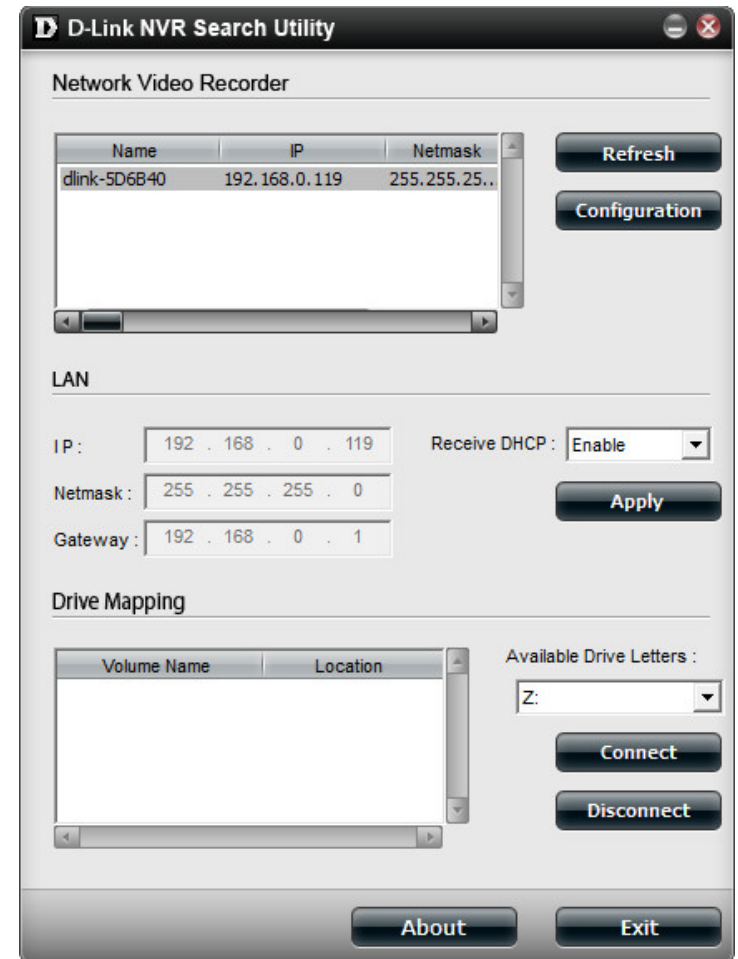 D D-Link NVR Search Utility
Network Video Recorder
Name IP Netmask
dlink-5D6B40 192.168.0.119 255.255.25...
Refresh
Configuration
LAN
IP : 192 . 168 . 0 . 119
Receive DHCP : Enable
Netmask : 255 . 255 . 255 . 0
Apply
Gateway : 192 . 168 . 0 . 1
Drive Mapping
Volume Name Location
Available Drive Letters :
Z:
Connect
Disconnect
About Exit